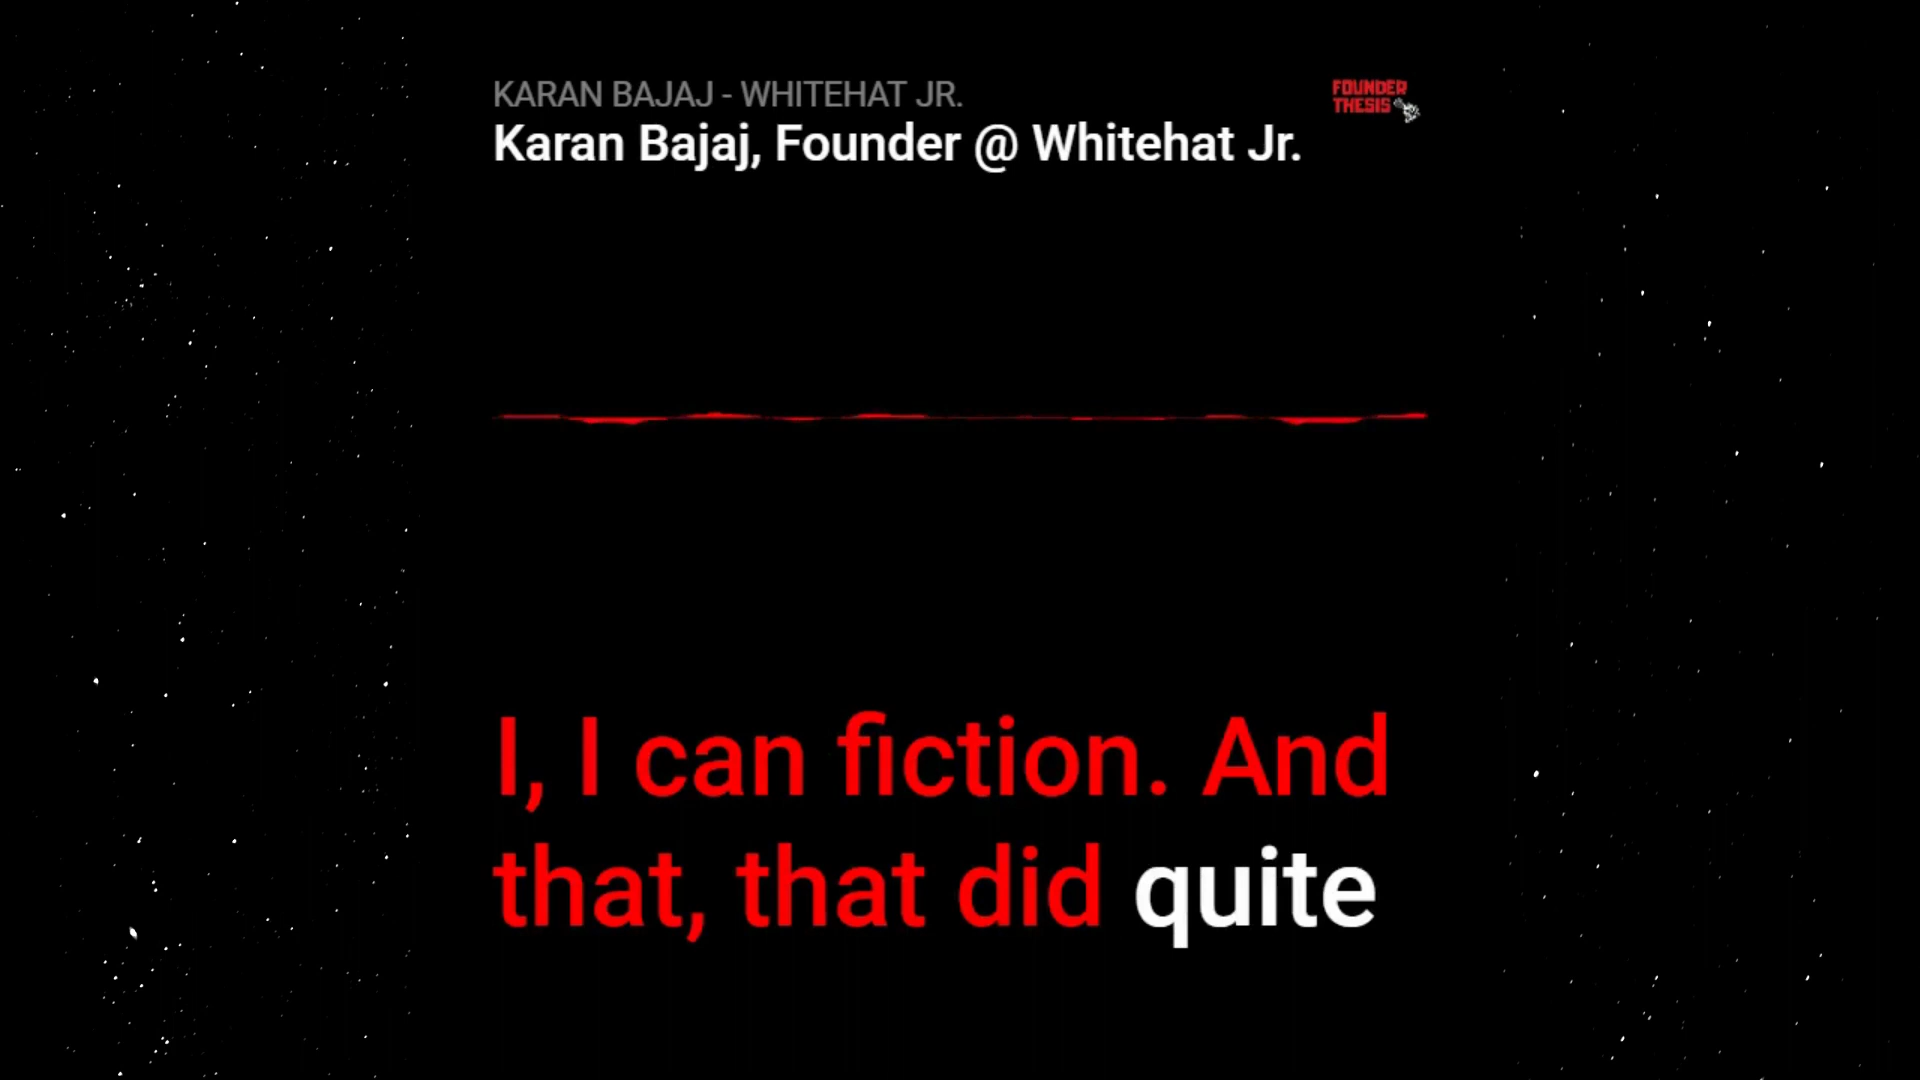 KARAN BAJAJ - WHITEHAT JR.
Karan Bajaj, Founder @ Whitehat Jr.
FOUNDER
THESIS
I, I can fiction. And
that, that did quite